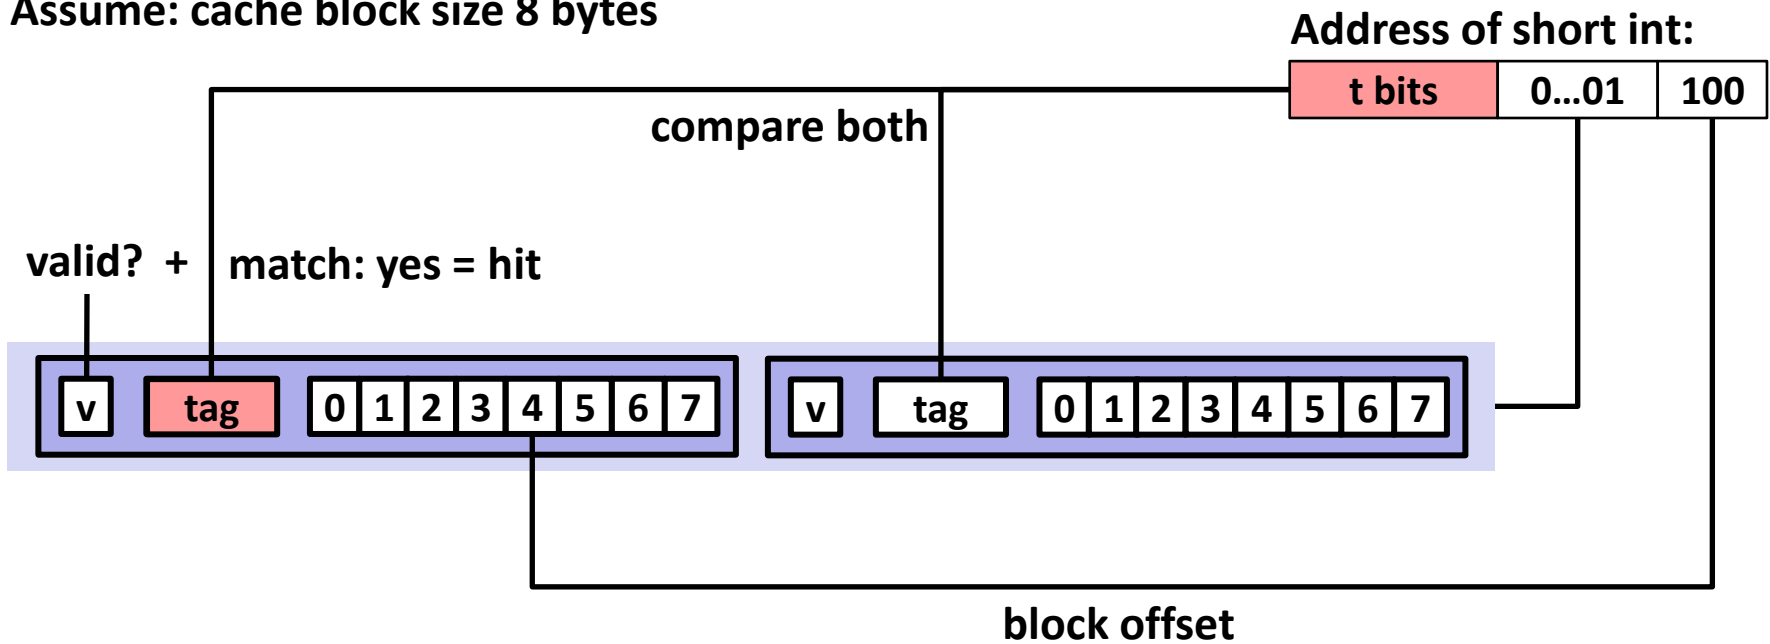 Assume: cache block size 8 bytes
Address of short int:
t bits 0...01 100
compare both
valid? + match: yes = hit
v tag 0 1 2 3 4 5 6 7 v tag 0 1 2 3 4 5 6 7
block offset